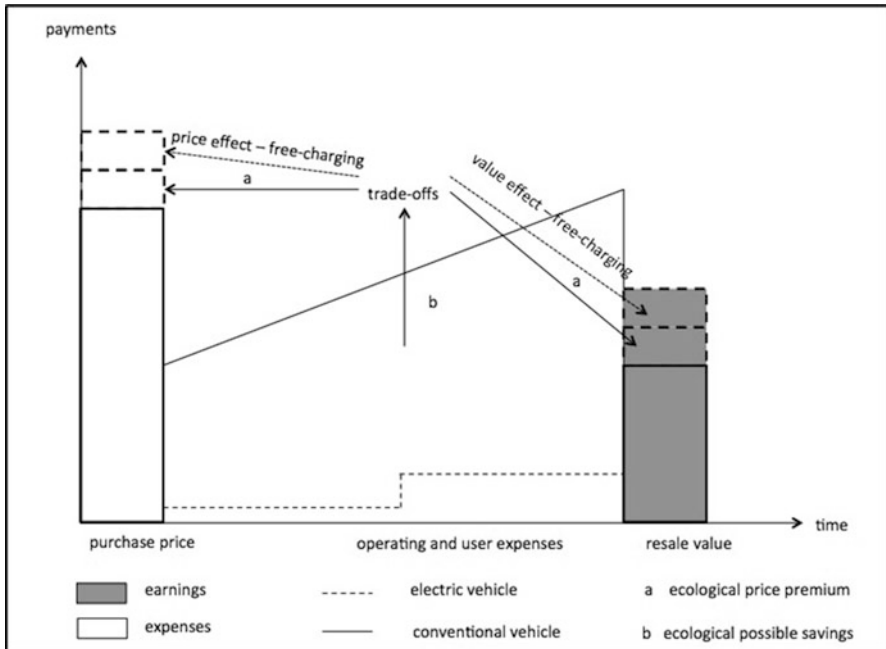 payments
price effect – free-charging
a
trade-offs
value effect – free-charging
a
b
time
purchase price
operating and user expenses
resale value
earnings
electric vehicle
a ecological price premium
expenses
conventional vehicle
b ecological possible savings